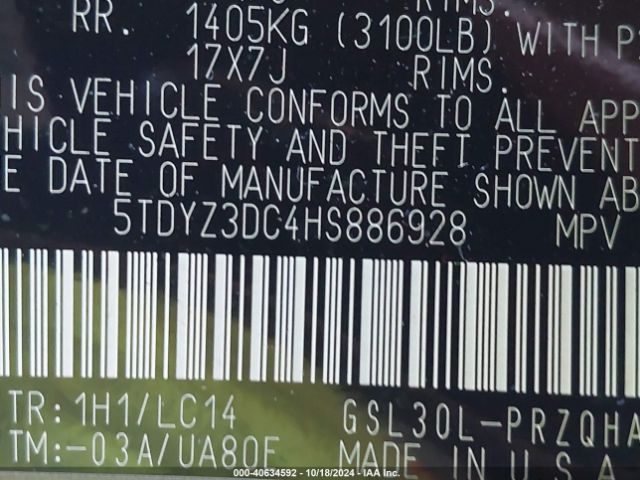 RIMS.
RR. 1405KG (3100LB) WITH P
17X7J RIMS.
IS VEHICLE CONFORMS TO ALL APP
HICLE SAFETY AND THEFT PREVENT
E DATE OF MANUFACTURE SHOWN AB
5TDYZ3DC4HS886928 MPV
TR:1H1/LC14 GSL30L-PRZQHA
TM:-03A/UA80F MADE IN U.S.A
000-40634592 - 10/18/2024 - IAA Inc.